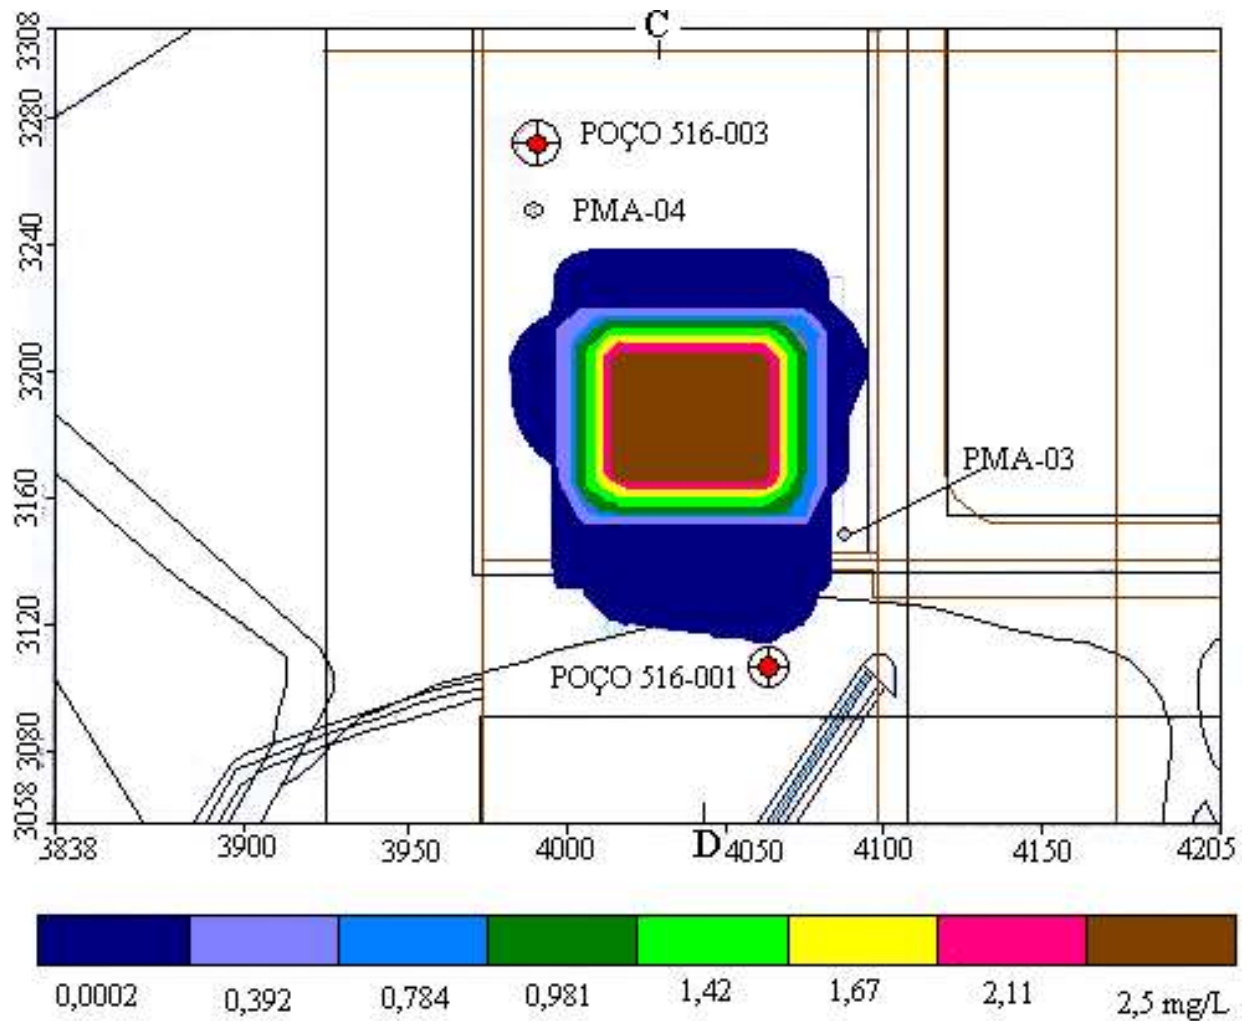 C
3308
3280
3240
3200
3160
3120
3080
3058
POÇO 516-003
PMA-04
PMA-03
POÇO 516-001
3838 3900 3950 4000 D 4050 4100 4150 4205
0,0002 0,392 0,784 0,981 1,42 1,67 2,11 2,5 mg/L